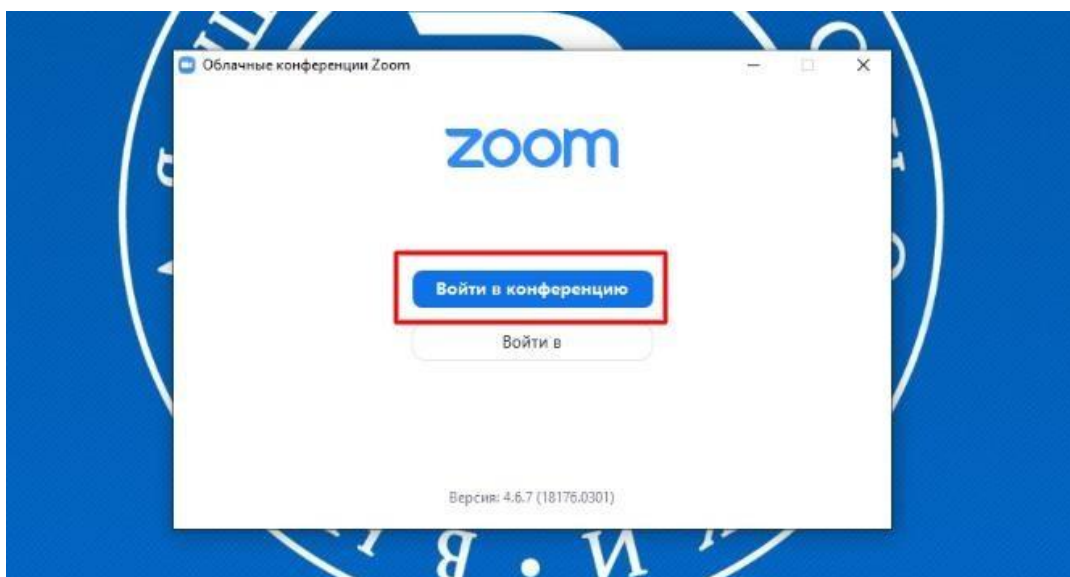 Облачные конференции Zoom
zoom
Войти в конференцию
Войти в
Версия: 4.6.7 (18176.0301)